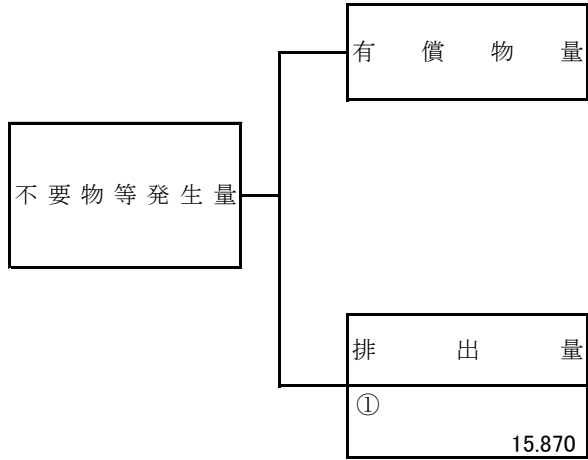 有償物量
不要物等発生量
排出量
①
15.870